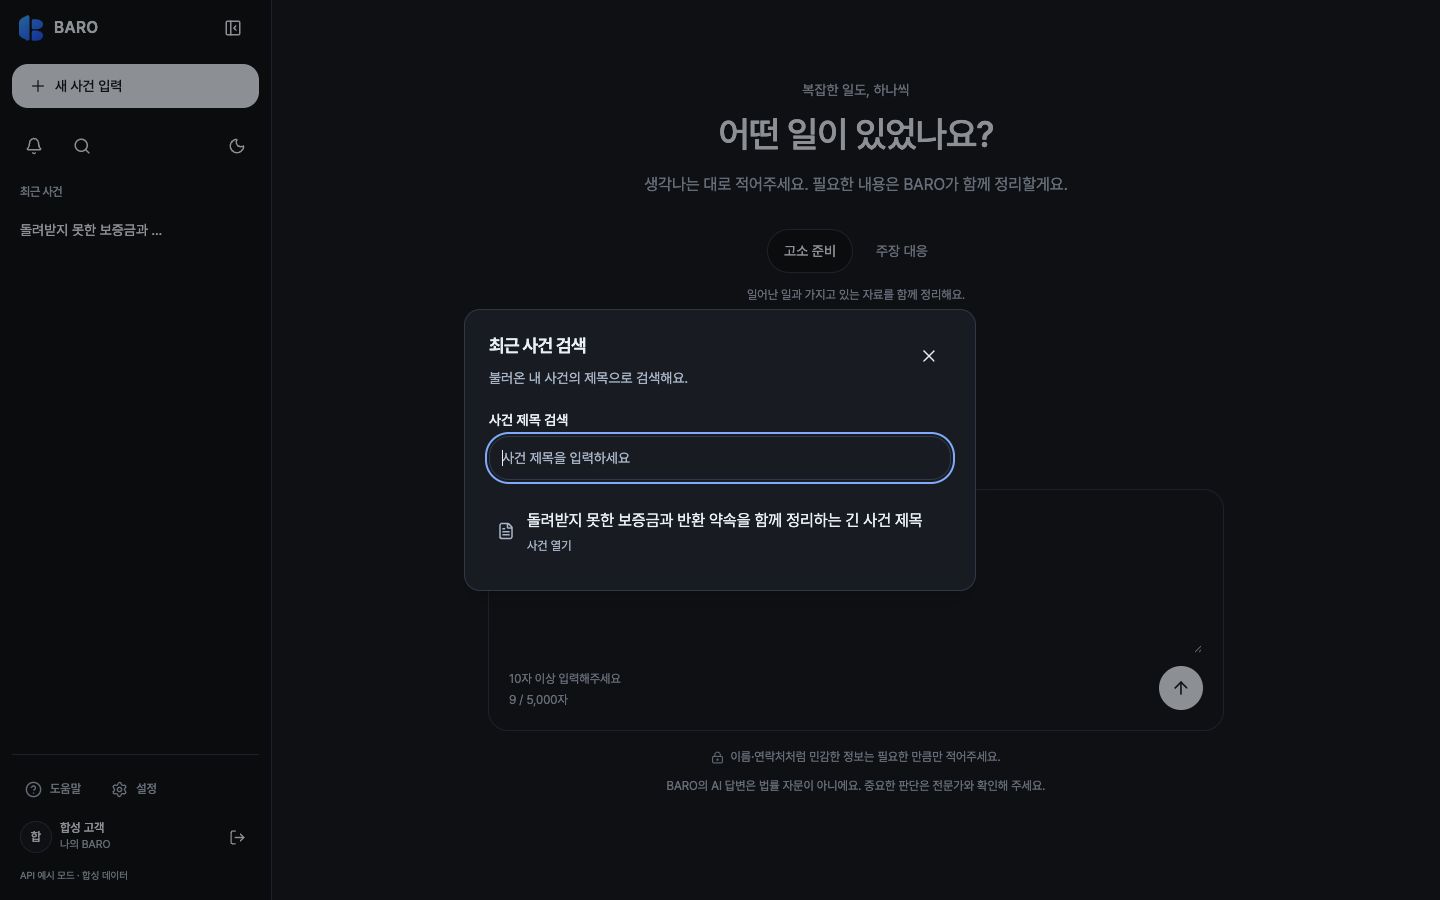 BARO
새 사건 입력
최근 사건
돌려받지 못한 보증금과 ...
도움말
설정
합
합성 고객
나의 BARO
API 예시 모드 · 합성 데이터
복잡한 일도, 하나씩
어떤 일이 있었나요?
생각나는 대로 적어주세요. 필요한 내용은 BARO가 함께 정리할게요.
고소 준비
주장 대응
일어난 일과 가지고 있는 자료를 함께 정리해요.
최근 사건 검색
불러온 내 사건의 제목으로 검색해요.
사건 제목 검색
사건 제목을 입력하세요
돌려받지 못한 보증금과 반환 약속을 함께 정리하는 긴 사건 제목
사건 열기
10자 이상 입력해주세요
9 / 5,000자
이름·연락처처럼 민감한 정보는 필요한 만큼만 적어주세요.
BARO의 AI 답변은 법률 자문이 아니에요. 중요한 판단은 전문가와 확인해 주세요.